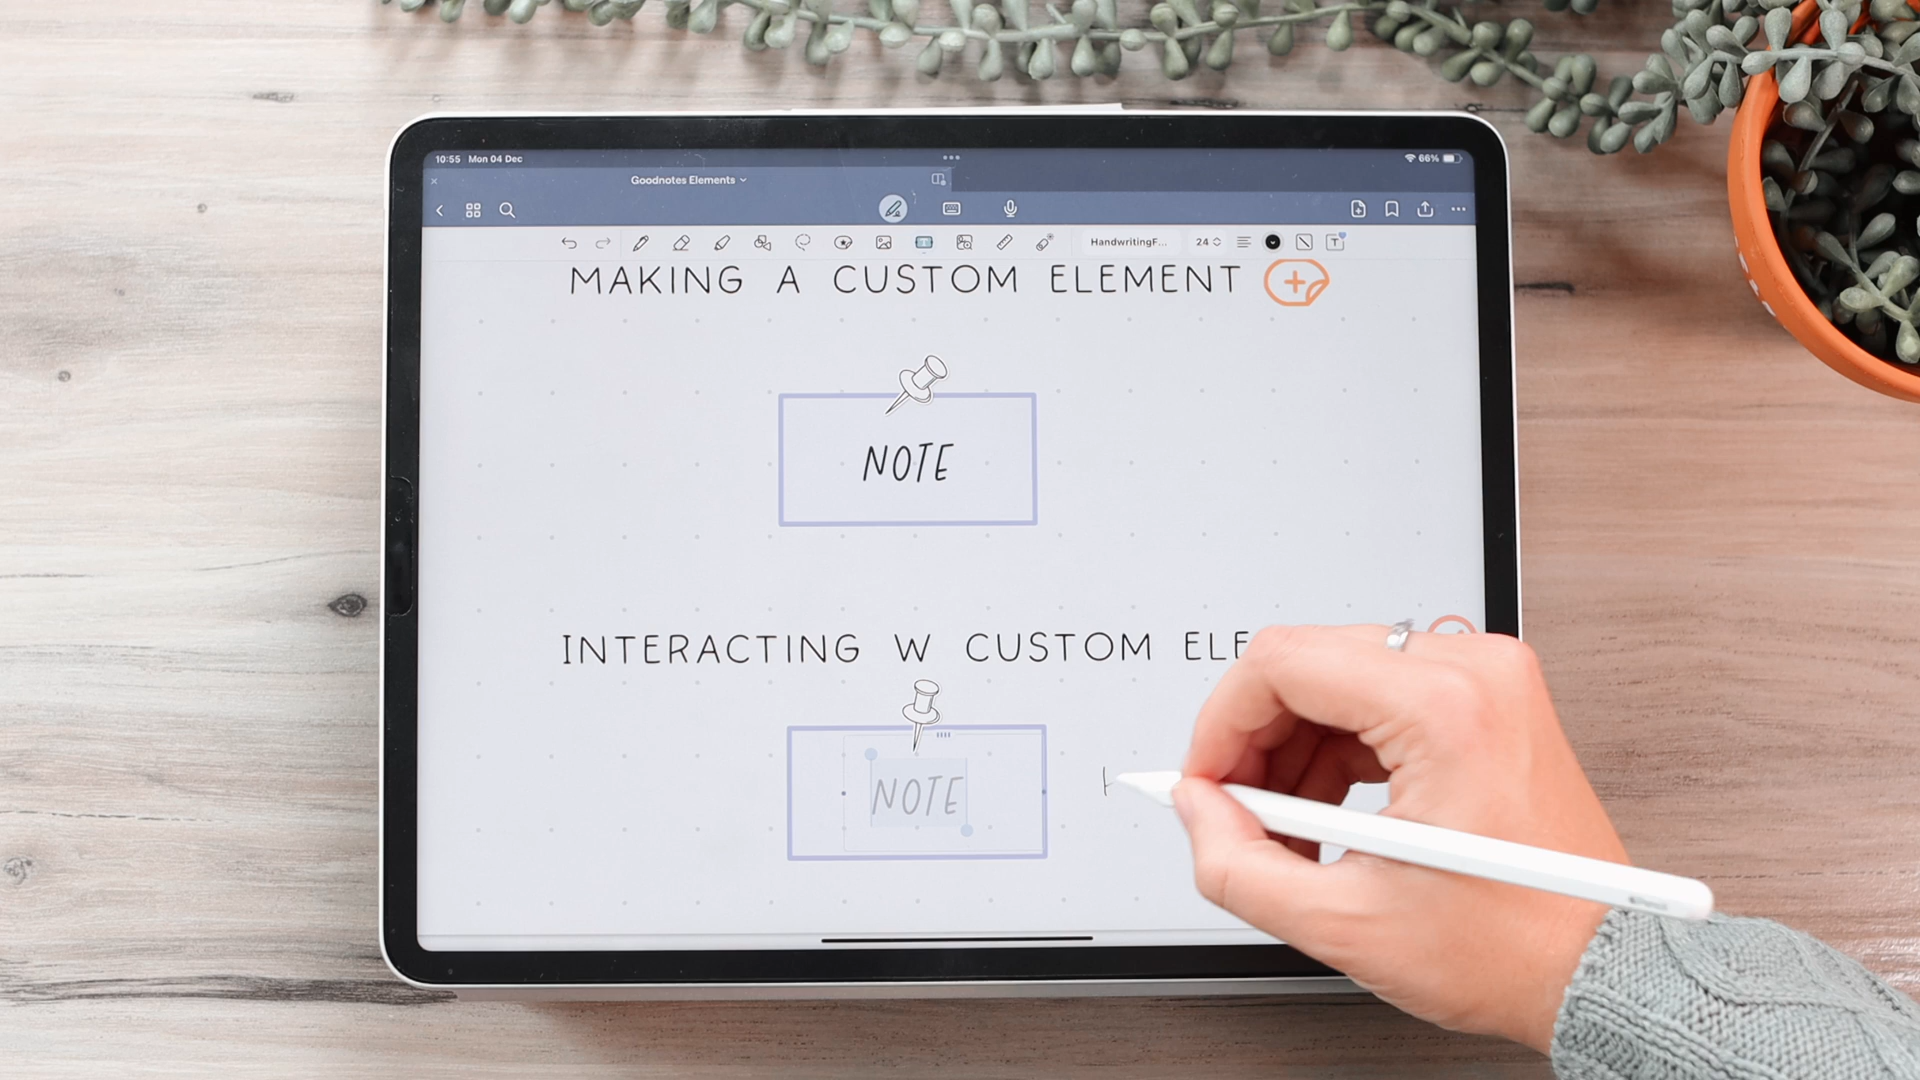 10:55 Mon 04 Dec
66%
Goodnotes Elements
HandwritingF... 24
MAKING A CUSTOM ELEMENT
NOTE
INTERACTING W CUSTOM ELE
NOTE